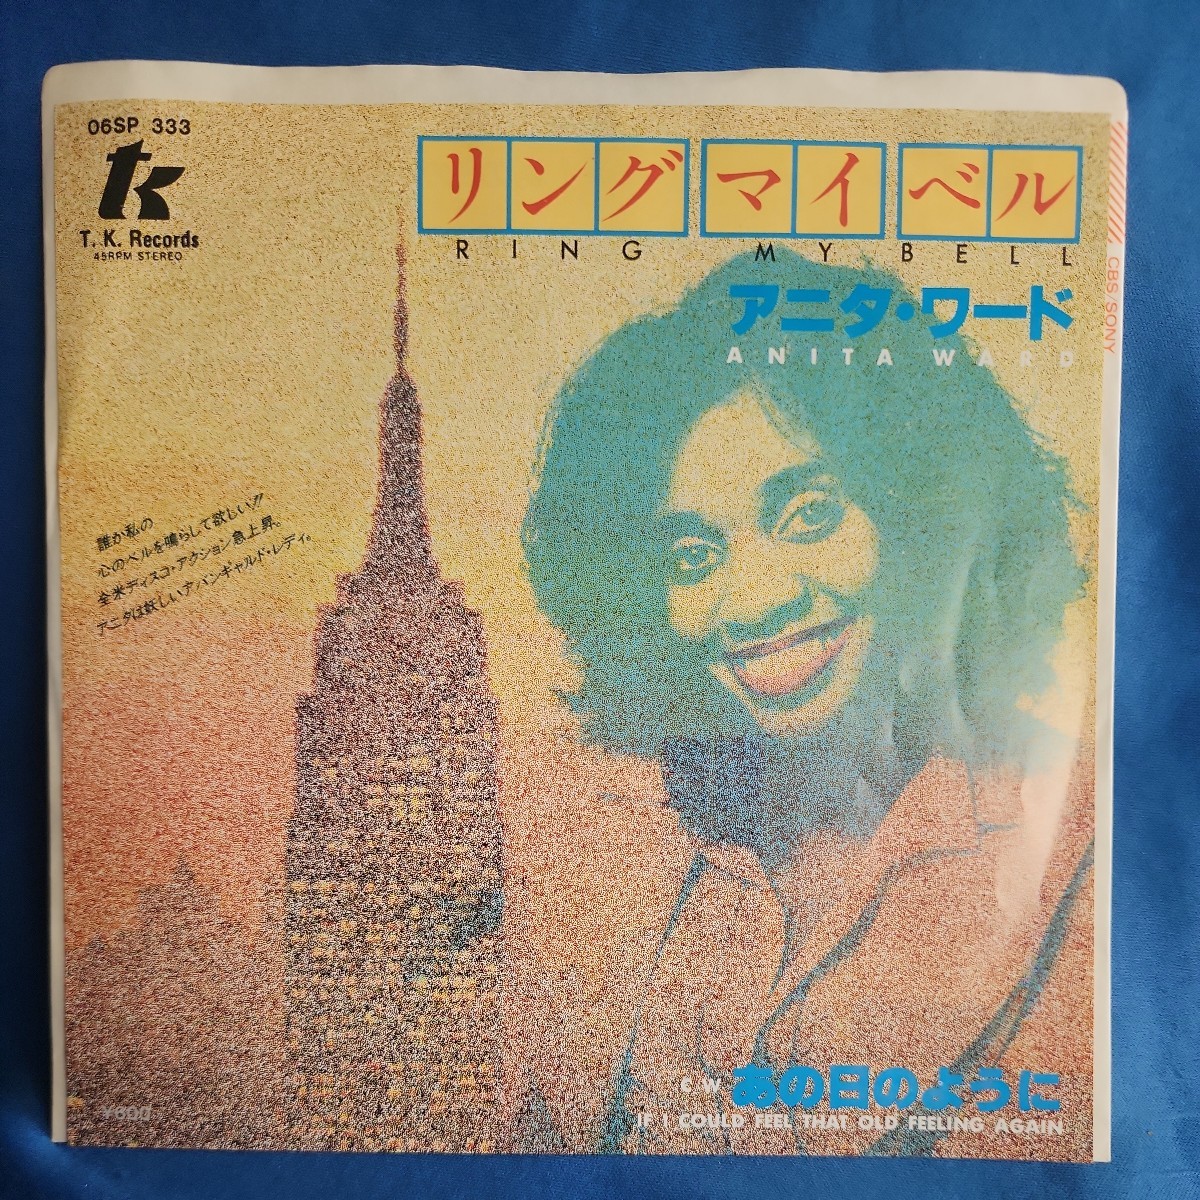 06SP 333
tk
T. K. Records
45RPM STEREO
リング マイ ベル
RING MY BELL
アニタ・ワード
ANITA WARD
CBS/SONY
誰か私の
心のベルを鳴らして欲しい!!
全米ディスコ・アクション急上昇、
アニタは妖しいアバンギャルド・レディ。
C/W あの日のように
IF I COULD FEEL THAT OLD FEELING AGAIN
¥600